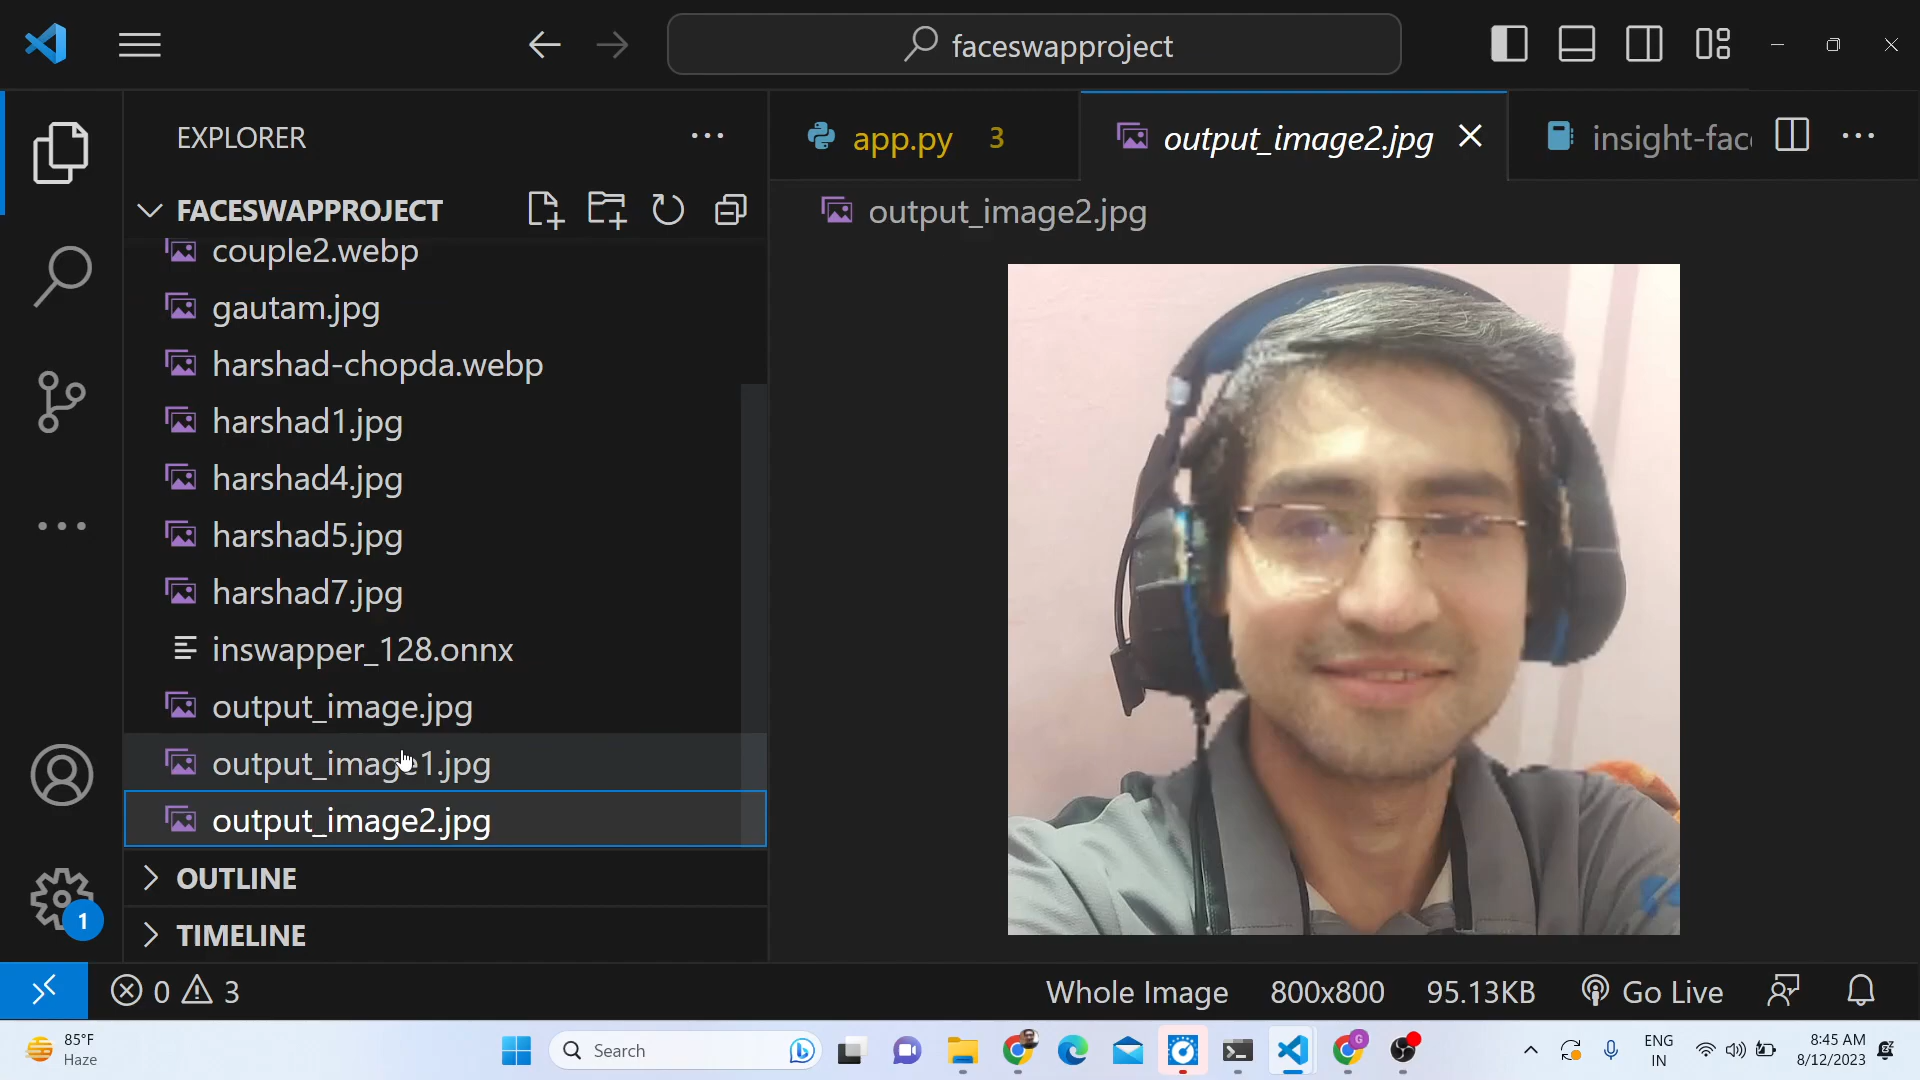 faceswapproject
EXPLORER
FACESWAPPROJECT
couple2.webp
gautam.jpg
harshad-chopda.webp
harshad1.jpg
harshad4.jpg
harshad5.jpg
harshad7.jpg
inswapper_128.onnx
output_image.jpg
output_image1.jpg
output_image2.jpg
OUTLINE
TIMELINE
app.py 3
output_image2.jpg
insight-fac
output_image2.jpg
1
0 3
Whole Image 800x800 95.13KB Go Live
85°F
Haze
Search
G
ENG
IN
8:45 AM
8/12/2023